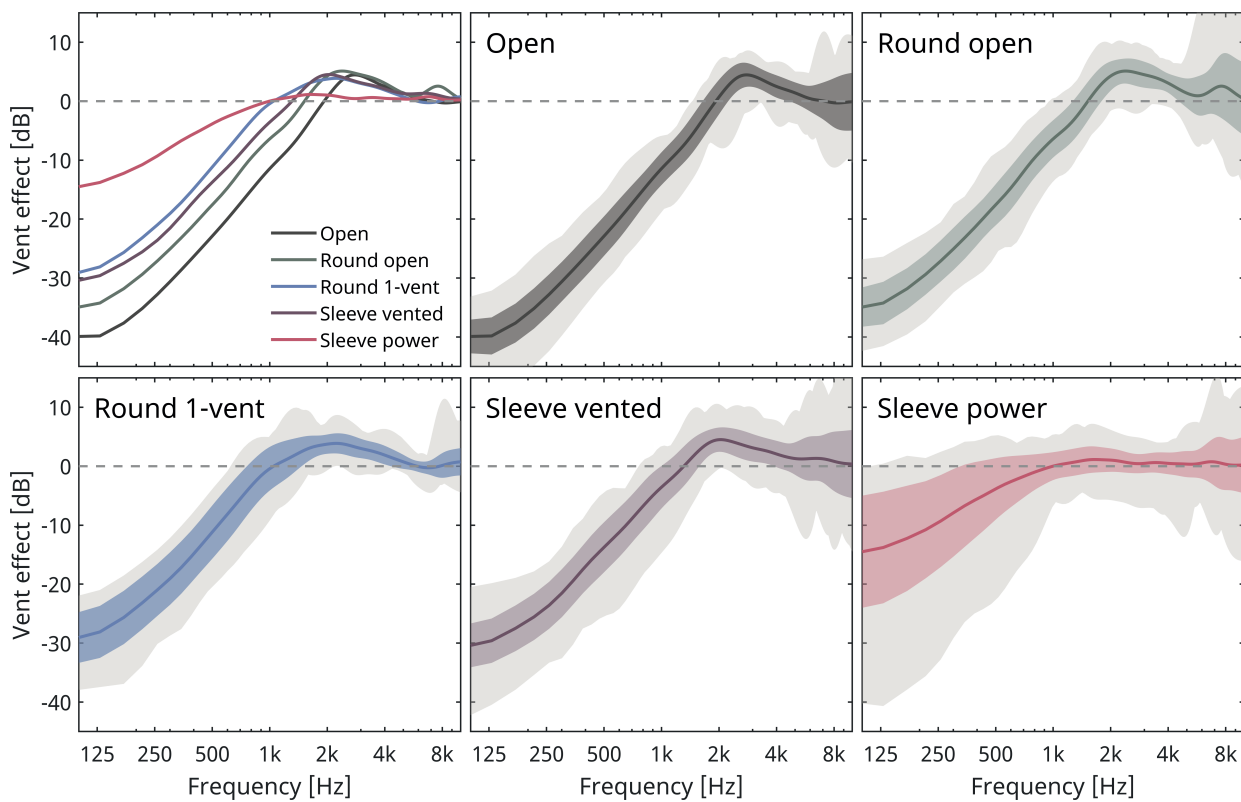 10
0
-10
-20
-30
-40
Vent effect [dB]
Open
Round open
Round 1-vent
Sleeve vented
Sleeve power
Open
Round open
10
0
-10
-20
-30
-40
Vent effect [dB]
Round 1-vent
Sleeve vented
Sleeve power
125 250 500 1k 2k 4k 8k
125 250 500 1k 2k 4k 8k
125 250 500 1k 2k 4k 8k
Frequency [Hz]
Frequency [Hz]
Frequency [Hz]